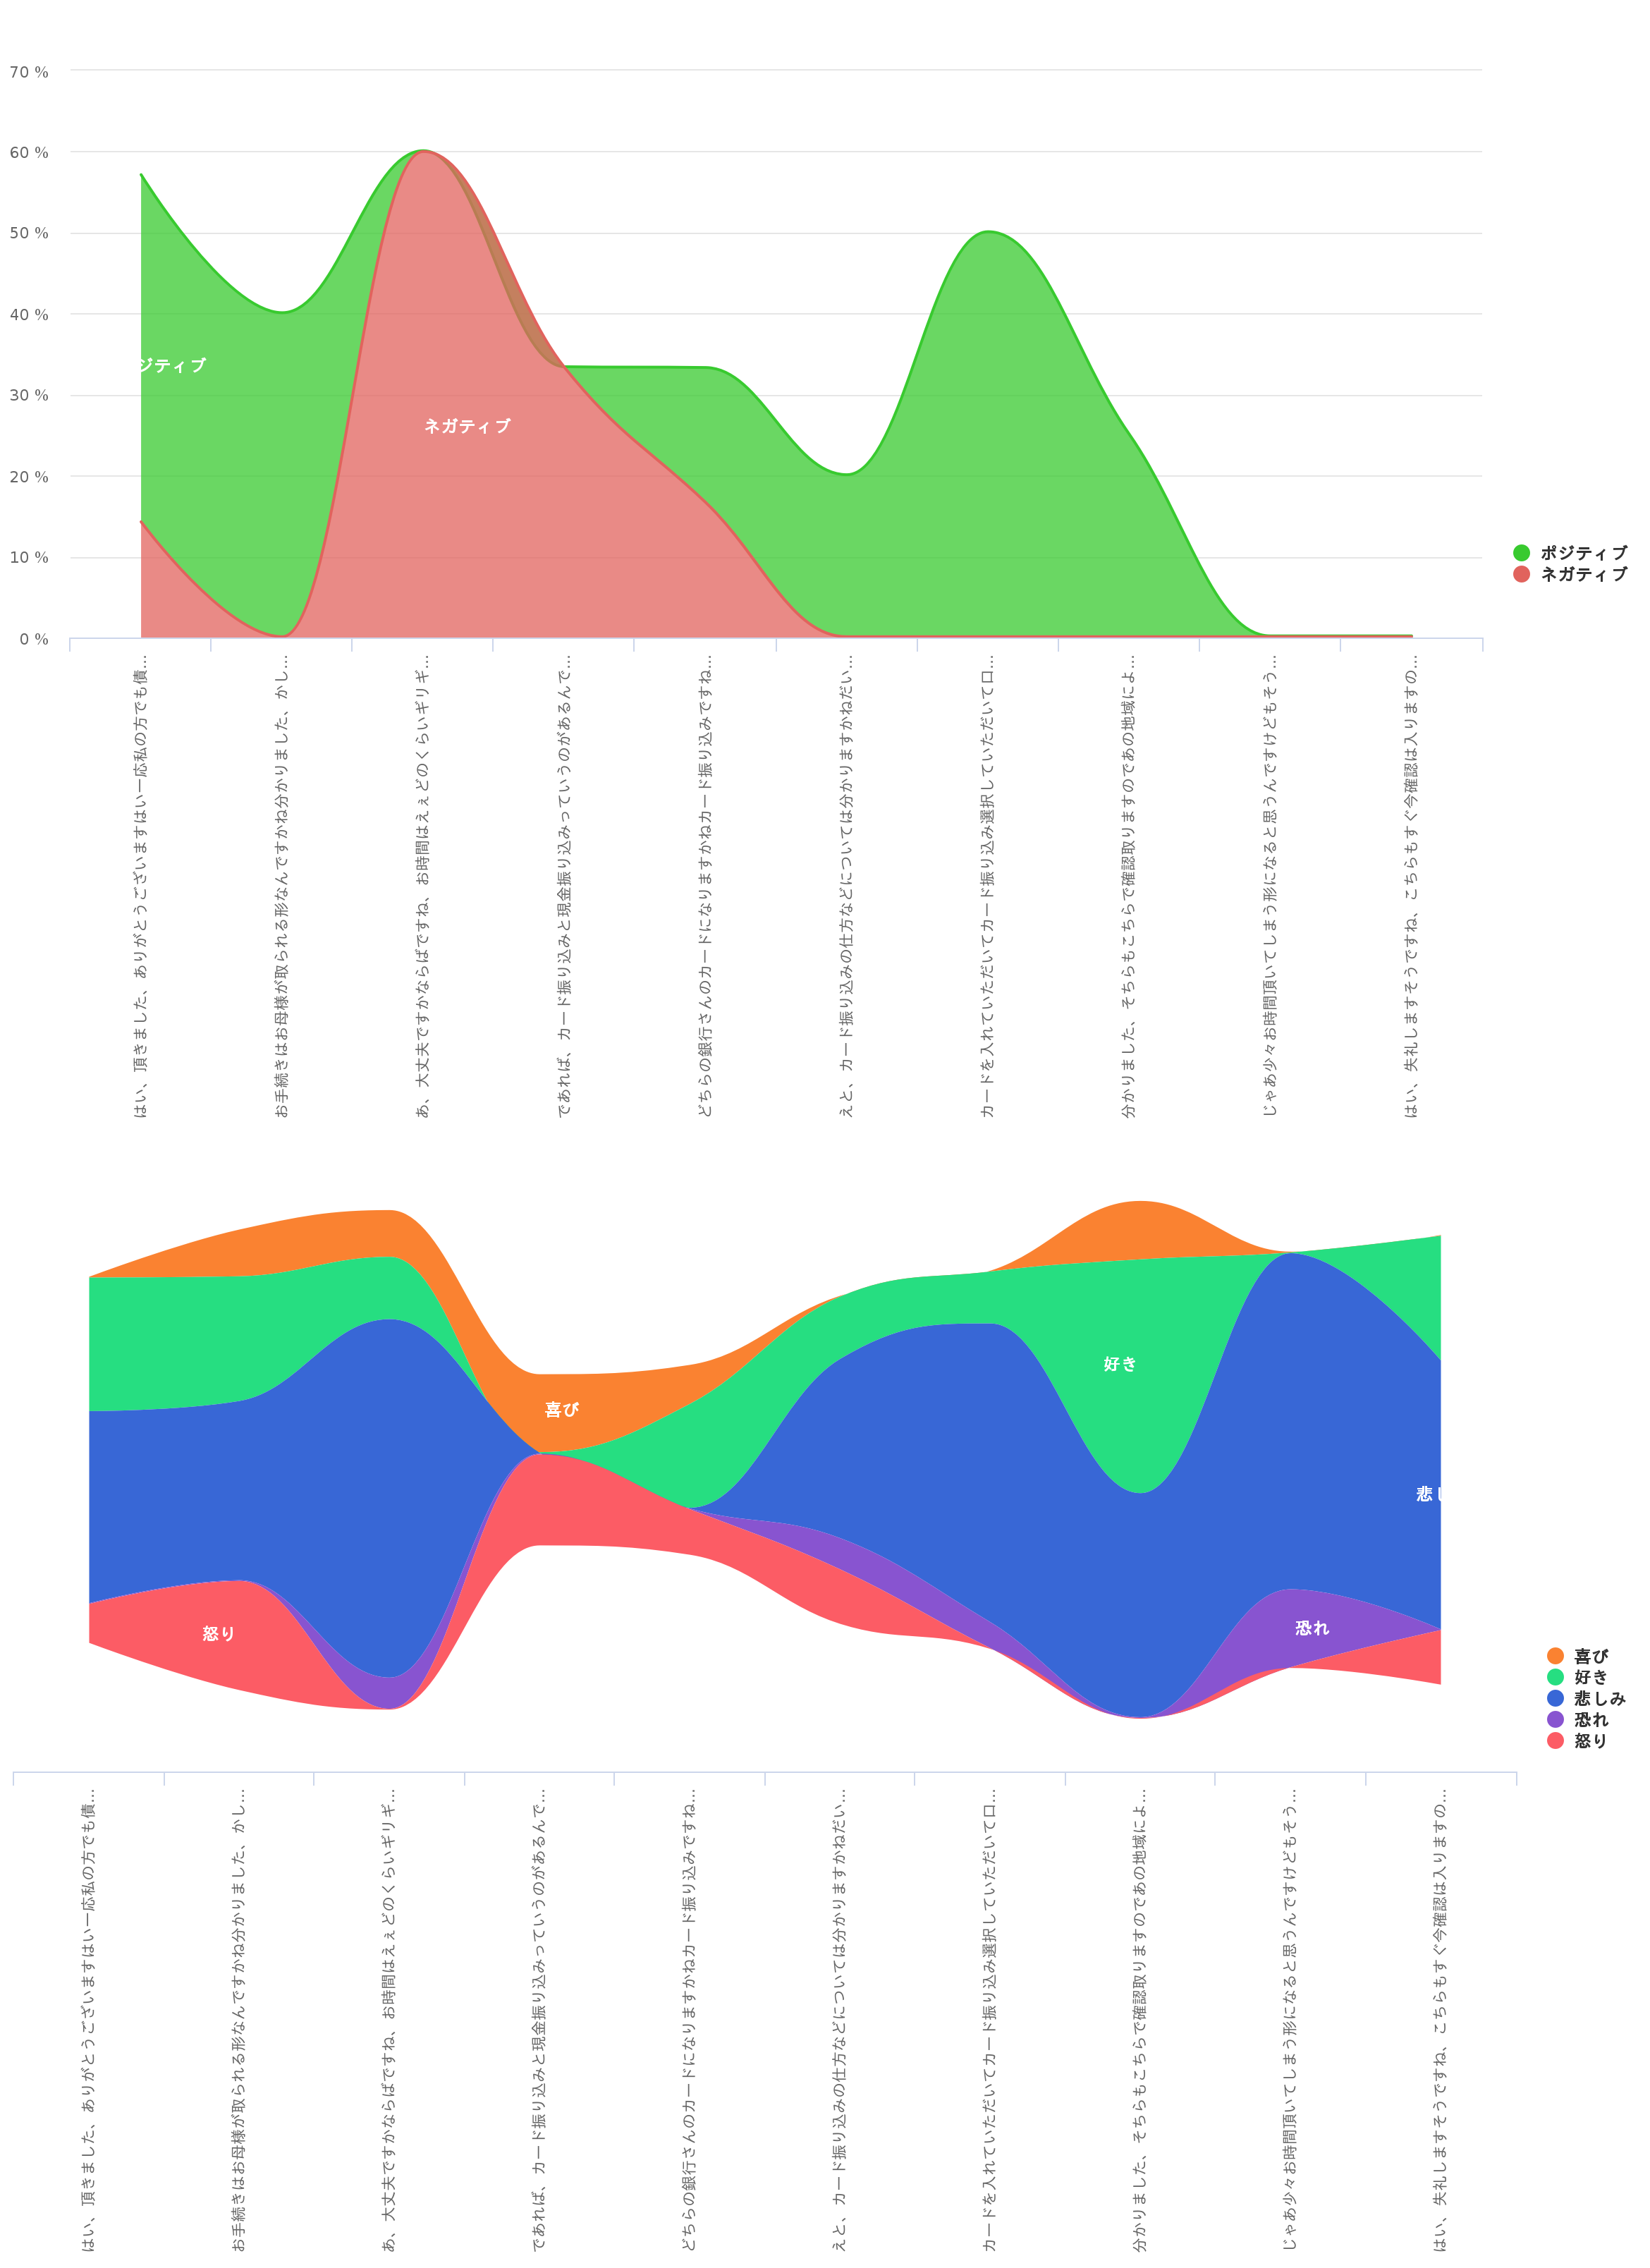 70 %
60 %
50 %
40 %
30 %
20 %
10 %
0 %
ジティブ
ネガティブ
ポジティブ
ネガティブ
はい、頂きました、ありがとうございますはい一応私の方でも債…
お手続きはお母様が取られる形なんですかね分かりました、かし…
あ、大丈夫ですかならばですね、お時間はえぇどのくらいギリギ…
であれば、カード振り込みと現金振り込みっていうのがあるんで…
どちらの銀行さんのカードになりますかねカード振り込みですね…
えと、カード振り込みの仕方などについては分かりますかねだい…
カードを入れていただいてカード振り込み選択していただいて口…
分かりました、そちらもこちらで確認取りますのであの地域によ…
じゃあ少々お時間頂いてしまう形になると思うんですけどもそう…
はい、失礼しますそうですね、こちらもすぐ今確認は入りますの…
好き
喜び
悲し
恐れ
怒り
喜び
好き
悲しみ
恐れ
怒り
はい、頂きました、ありがとうございますはい一応私の方でも債…
お手続きはお母様が取られる形なんですかね分かりました、かし…
あ、大丈夫ですかならばですね、お時間はえぇどのくらいギリギ…
であれば、カード振り込みと現金振り込みっていうのがあるんで…
どちらの銀行さんのカードになりますかねカード振り込みですね…
えと、カード振り込みの仕方などについては分かりますかねだい…
カードを入れていただいてカード振り込み選択していただいて口…
分かりました、そちらもこちらで確認取りますのであの地域によ…
じゃあ少々お時間頂いてしまう形になると思うんですけどもそう…
はい、失礼しますそうですね、こちらもすぐ今確認は入りますの…